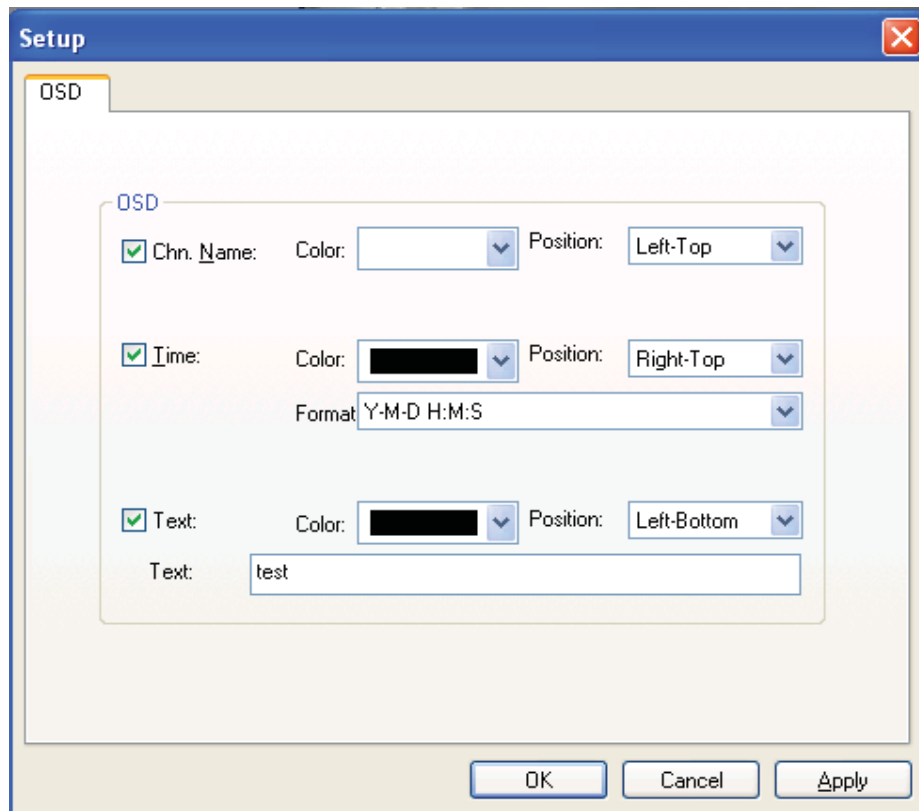 Setup
OSD
OSD
Chn. Name: Color: Position: Left-Top
Time: Color: Position: Right-Top
Format Y-M-D H:M:S
Text: Color: Position: Left-Bottom
Text: test
OK Cancel Apply